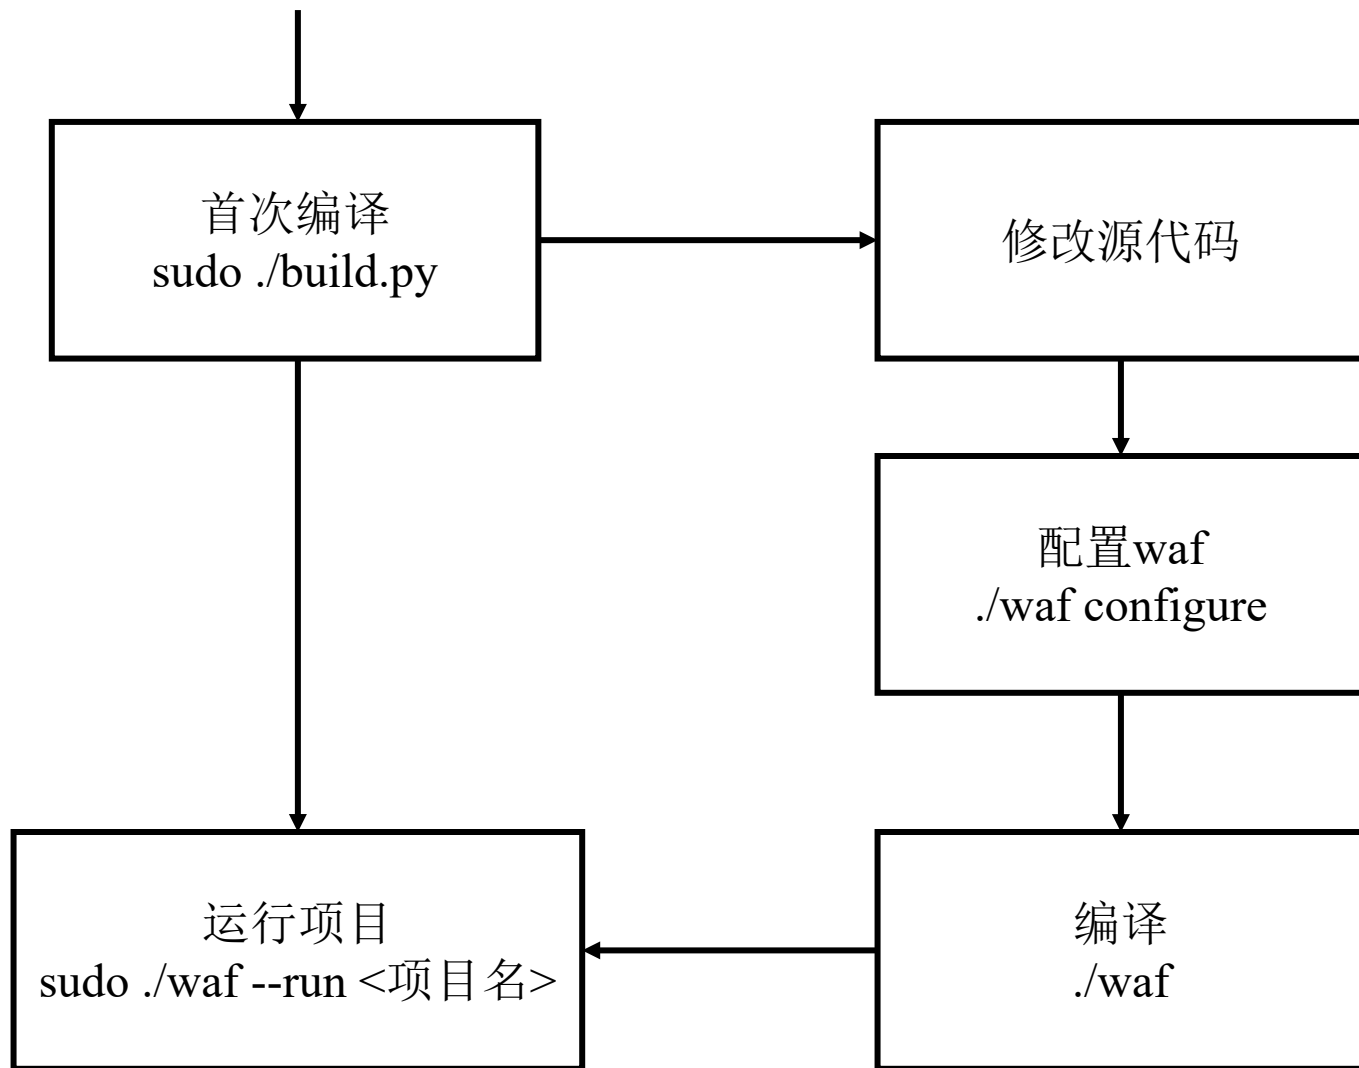 首次编译
sudo ./build.py
修改源代码
配置waf
./waf configure
运行项目
sudo ./waf --run <项目名>
编译
./waf